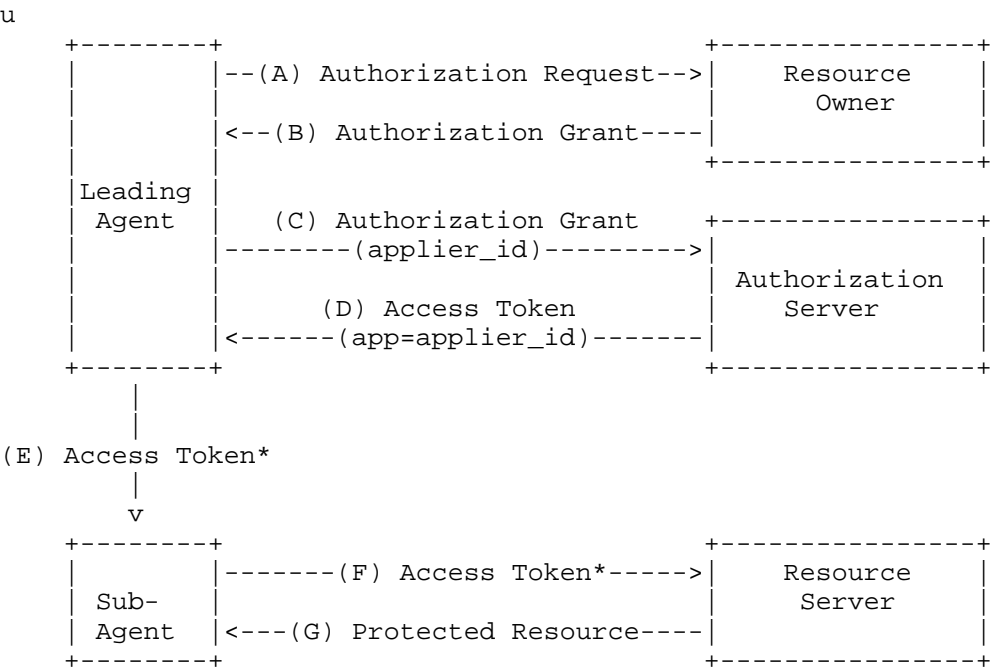 u
--(A) Authorization Request--> Resource
Owner
<--(B) Authorization Grant----
Leading
Agent (C) Authorization Grant
--------(applier_id)--------->
Authorization
(D) Access Token Server
<------(app=applier_id)-------
(E) Access Token*
v
-------(F) Access Token*-----> Resource
Sub- Server
Agent <---(G) Protected Resource----